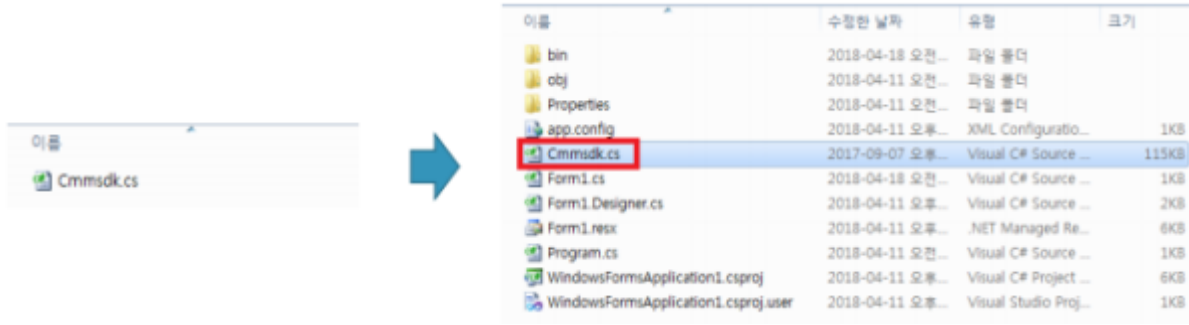 이름
Cmmsdk.cs
이름 수정한 날짜 유형 크기
bin 2018-04-18 오전... 파일 폴더
obj 2018-04-11 오전... 파일 폴더
Properties 2018-04-11 오전... 파일 폴더
app.config 2018-04-11 오후... XML Configuratio... 1KB
Cmmsdk.cs 2017-09-07 오후... Visual C# Source ... 115KB
Form1.cs 2018-04-18 오전... Visual C# Source ... 1KB
Form1.Designer.cs 2018-04-11 오후... Visual C# Source ... 2KB
Form1.resx 2018-04-11 오후... .NET Managed Re... 6KB
Program.cs 2018-04-11 오전... Visual C# Source ... 1KB
WindowsFormsApplication1.csproj 2018-04-11 오후... Visual C# Project ... 6KB
WindowsFormsApplication1.csproj.user 2018-04-11 오후... Visual Studio Proj... 1KB